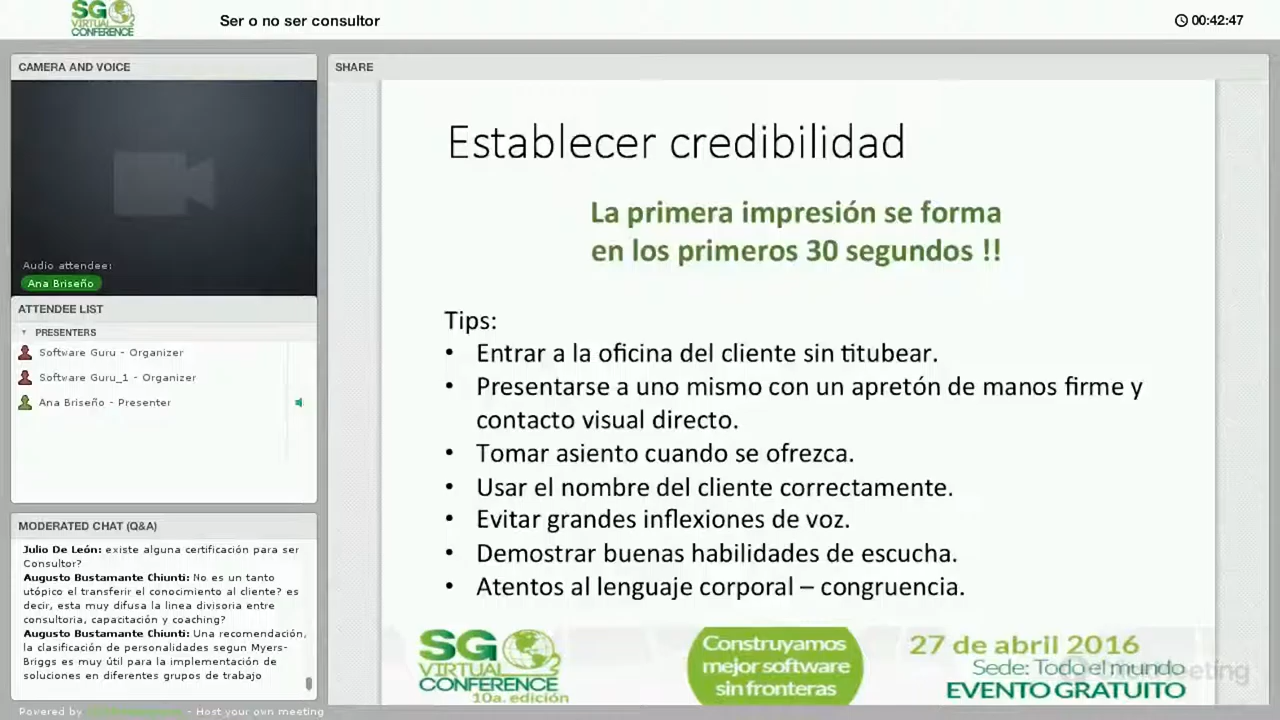 SG
VIRTUAL
CONFERENCE
Ser o no ser consultor
00:42:47
CAMERA AND VOICE
Audio attendee:
Ana Briseño
ATTENDEE LIST
PRESENTERS
Software Guru - Organizer
Software Guru_1 - Organizer
Ana Briseño - Presenter
MODERATED CHAT (Q&A)
Julio De León: existe alguna certificación para ser
Consultor?
Augusto Bustamante Chiunti: No es un tanto
utópico el transferir el conocimiento al cliente? es
decir, esta muy difusa la linea divisoria entre
consultoria, capacitación y coaching?
Augusto Bustamante Chiunti: Una recomendación,
la clasificación de personalidades segun Myers-
Briggs es muy útil para la implementación de
soluciones en diferentes grupos de trabajo
Powered by - Host your own meeting
SHARE
Establecer credibilidad
La primera impresión se forma
en los primeros 30 segundos !!
Tips:
• Entrar a la oficina del cliente sin titubear.
• Presentarse a uno mismo con un apretón de manos firme y
contacto visual directo.
• Tomar asiento cuando se ofrezca.
• Usar el nombre del cliente correctamente.
• Evitar grandes inflexiones de voz.
• Demostrar buenas habilidades de escucha.
• Atentos al lenguaje corporal – congruencia.
SG
VIRTUAL
CONFERENCE
10a. edición
Construyamos
mejor software
sin fronteras
27 de abril 2016
Sede: Todo el mundo
EVENTO GRATUITO